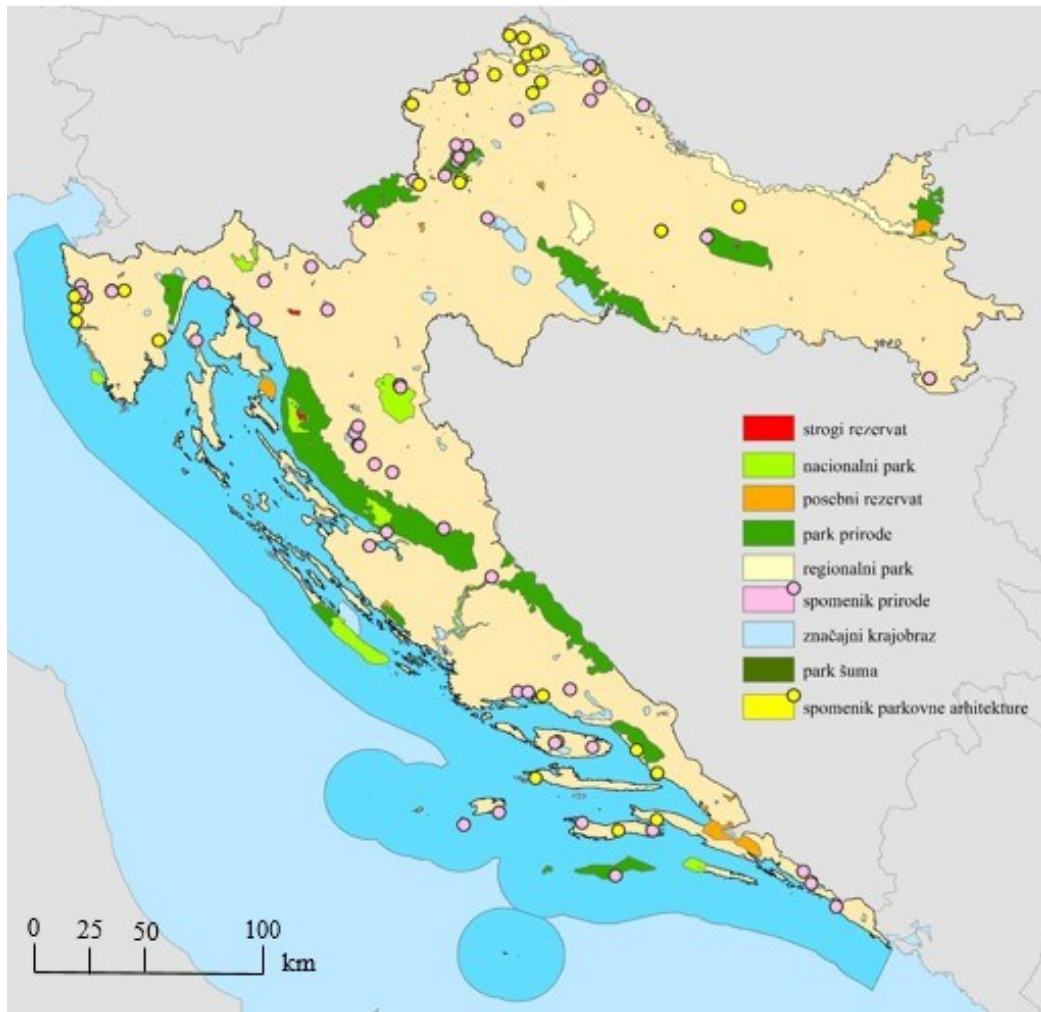 strogi rezervat
nacionalni park
posebni rezervat
park prirode
regionalni park
spomenik prirode
značajni krajobraz
park šuma
spomenik parkovne arhitekture
0 25 50 100
km